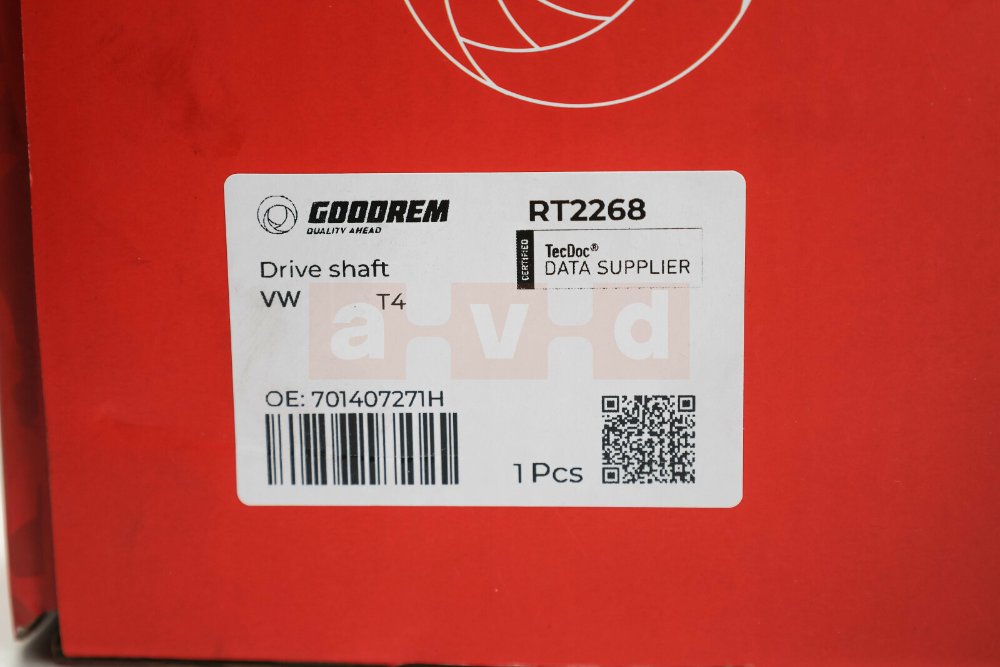 GOODREM
QUALITY AHEAD
RT2268
CERTIFIED
TecDoc®
DATA SUPPLIER
Drive shaft
VW T4
a v d
OE: 701407271H
1 Pcs